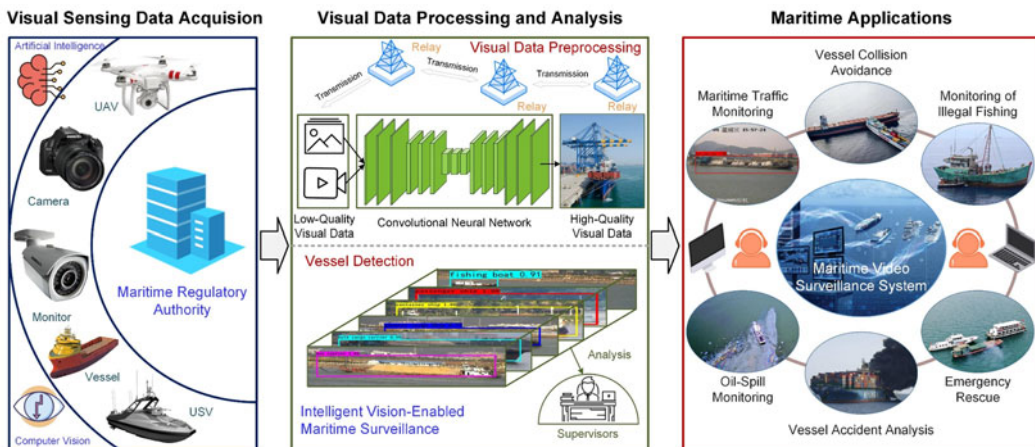 Visual Sensing Data Acquision
Artificial Intelligence
UAV
Camera
Monitor
Vessel
USV
Computer Vision
Maritime Regulatory
Authority
Visual Data Processing and Analysis
Visual Data Preprocessing
Relay
Relay
Relay
Transmission
Transmission
Transmission
Low-Quality
Visual Data
Convolutional Neural Network
High-Quality
Visual Data
Vessel Detection
Fishing boat 0.91
Analysis
Supervisors
Intelligent Vision-Enabled
Maritime Surveillance
Maritime Applications
Vessel Collision
Avoidance
Maritime Traffic
Monitoring
Monitoring of
Illegal Fishing
Maritime Video
Surveillance System
Oil-Spill
Monitoring
Emergency
Rescue
Vessel Accident Analysis